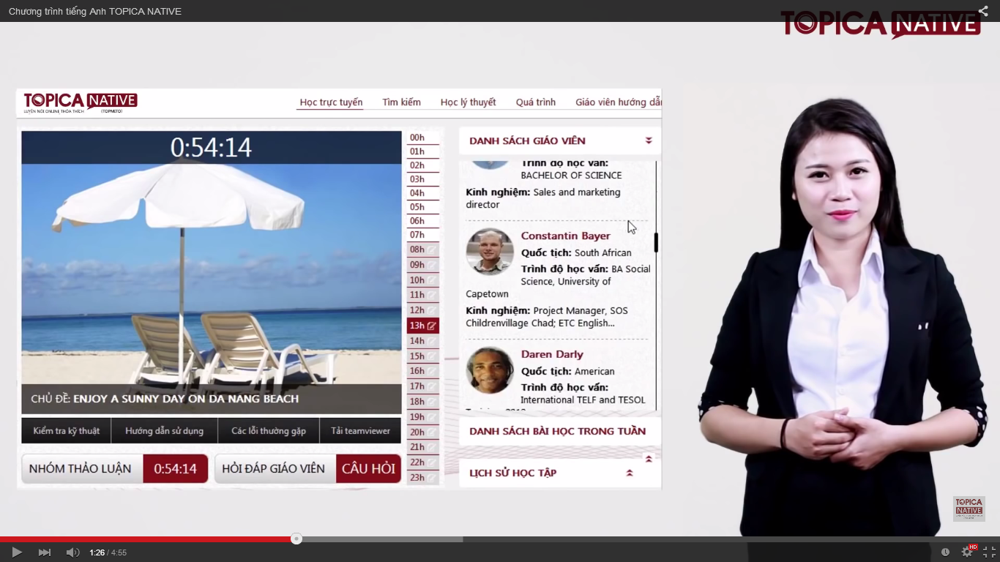 Chương trình tiếng Anh TOPICA NATIVE
TOPICA NATIVE
TOPICA NATIVE
LUYỆN NÓI ONLINE THỎA THÍCH (TOPMITO)
Học trực tuyến Tìm kiếm Học lý thuyết Quá trình Giáo viên hướng dẫn
0:54:14
CHỦ ĐỀ: ENJOY A SUNNY DAY ON DA NANG BEACH
Kiểm tra kỹ thuật Hướng dẫn sử dụng Các lỗi thường gặp Tải teamviewer
NHÓM THẢO LUẬN 0:54:14 HỎI ĐÁP GIÁO VIÊN CÂU HỎI
00h
01h
02h
03h
04h
05h
06h
07h
08h
09h
10h
11h
12h
13h
14h
15h
16h
17h
18h
19h
20h
21h
22h
23h
DANH SÁCH GIÁO VIÊN
Trình độ học vấn:
BACHELOR OF SCIENCE
Kinh nghiệm: Sales and marketing
director
Constantin Bayer
Quốc tịch: South African
Trình độ học vấn: BA Social
Science, University of
Capetown
Kinh nghiệm: Project Manager, SOS
Childrenvillage Chad; ETC English...
Daren Darly
Quốc tịch: American
Trình độ học vấn:
International TELF and TESOL
DANH SÁCH BÀI HỌC TRONG TUẦN
LỊCH SỬ HỌC TẬP
TOPICA
NATIVE
1:26 / 4:55
HD